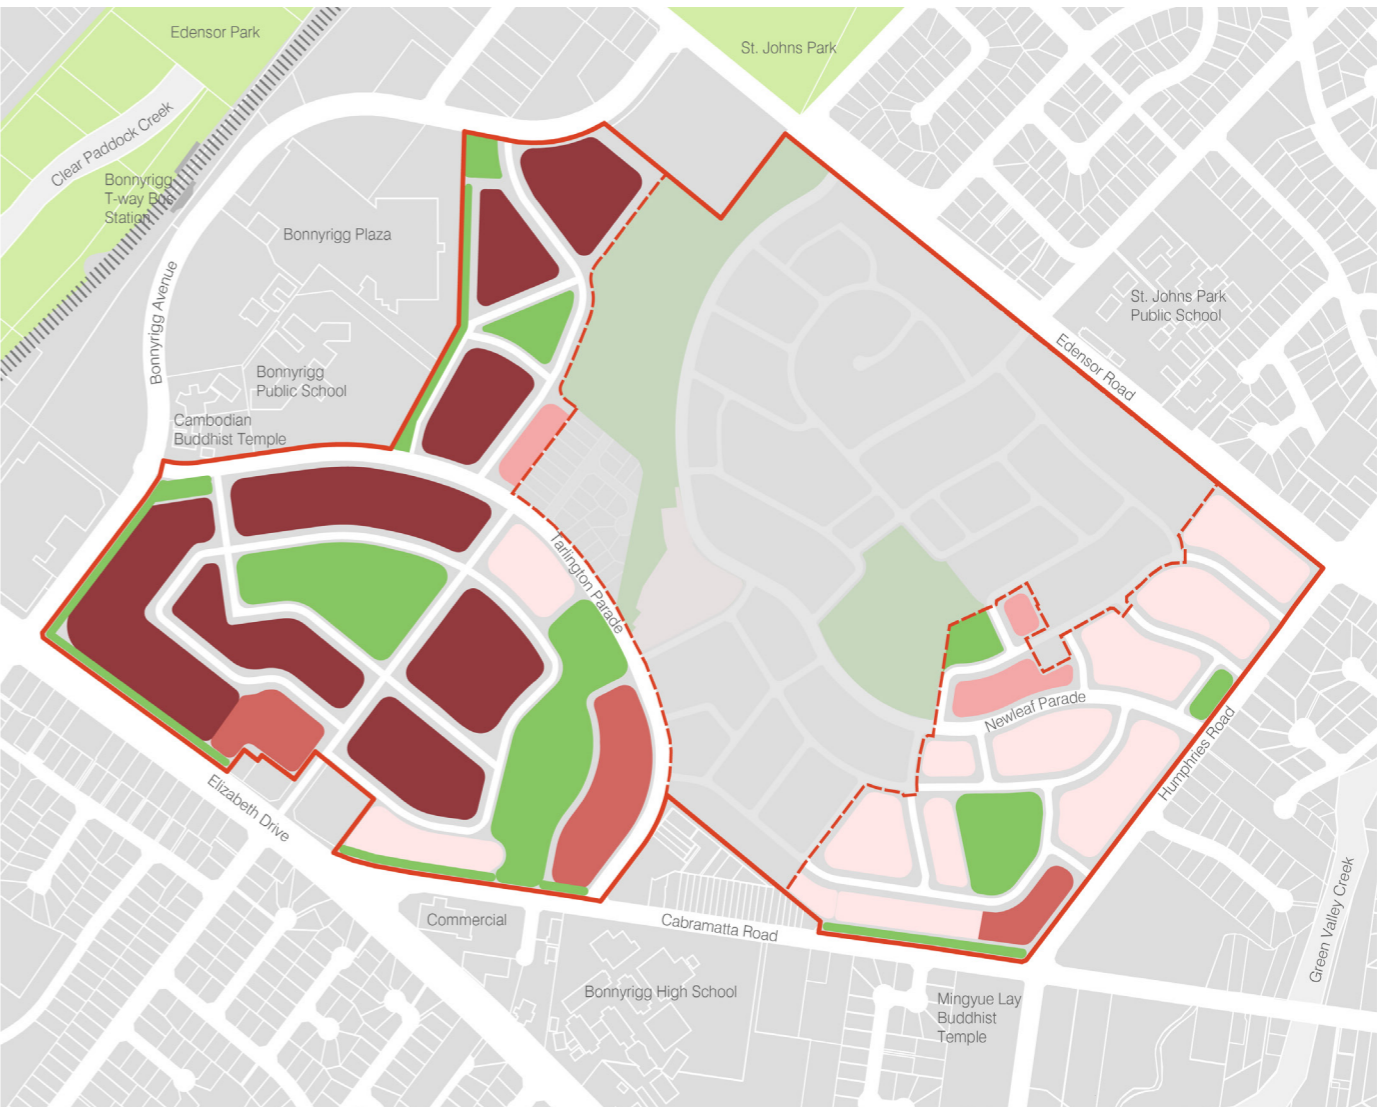 Edensor Park
St. Johns Park
Clear Paddock Creek
Bonnyrigg
T-way Bus
Station
Bonnyrigg Plaza
Bonnyrigg Avenue
St. Johns Park
Public School
Edensor Road
Bonnyrigg
Public School
Cambodian
Buddhist Temple
Tarlington Parade
Newleaf Parade
Humphries Road
Elizabeth Drive
Green Valley Creek
Commercial
Cabramatta Road
Bonnyrigg High School
Mingyue Lay
Buddhist
Temple